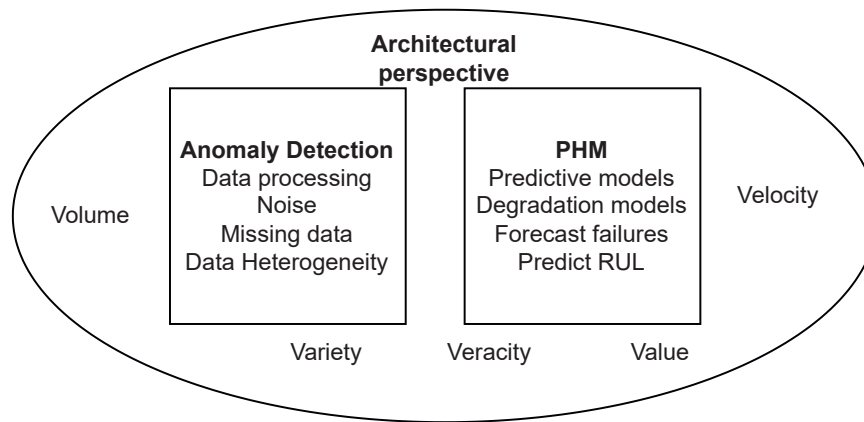 Architectural
perspective
Anomaly Detection
Data processing
Noise
Missing data
Data Heterogeneity
PHM
Predictive models
Degradation models
Forecast failures
Predict RUL
Volume
Velocity
Variety
Veracity
Value